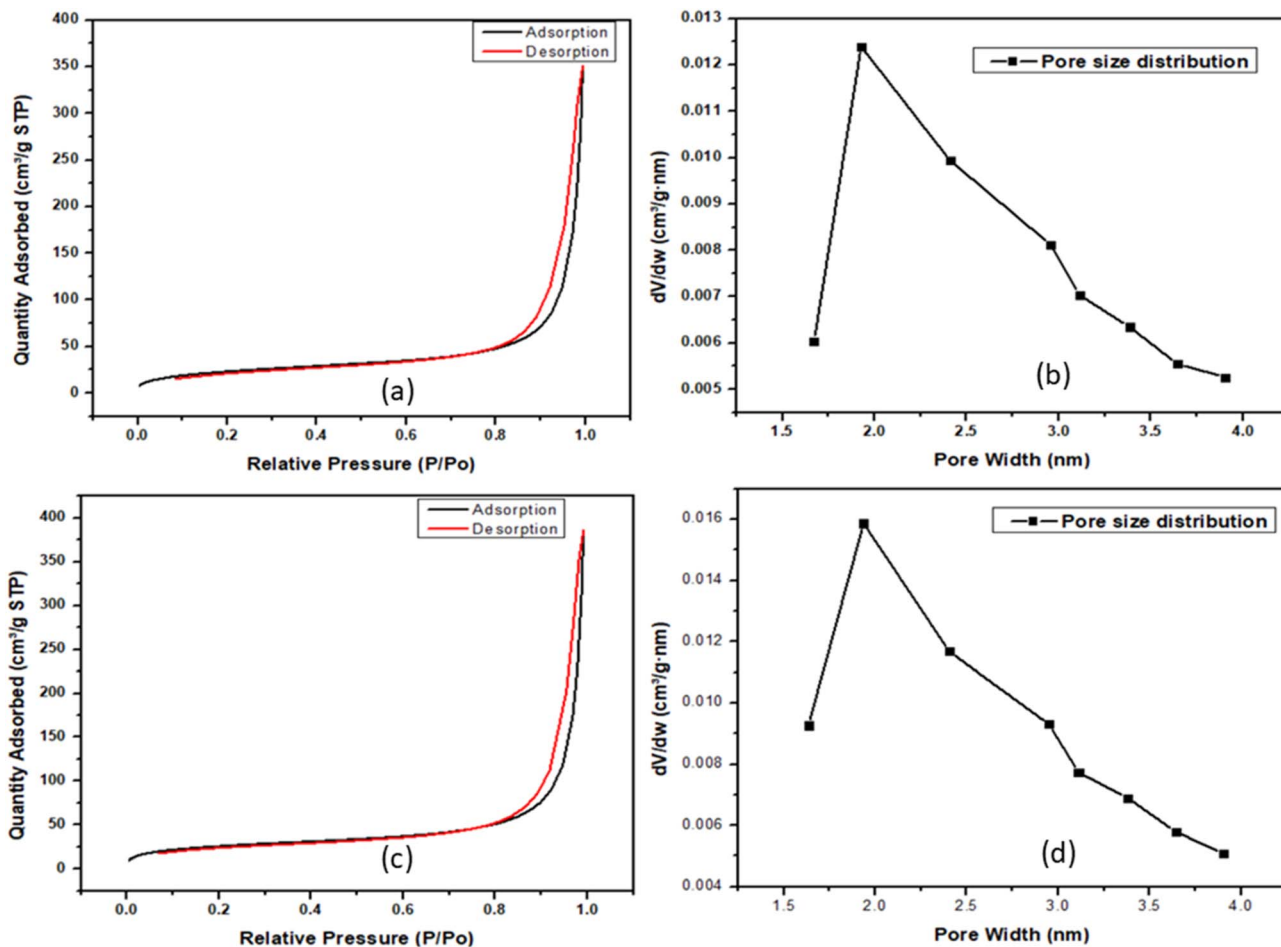 400
350
300
250
200
150
100
50
0
Quantity Adsorbed (cm³/g STP)
Adsorption
Desorption
(a)
0.0 0.2 0.4 0.6 0.8 1.0
Relative Pressure (P/Po)
0.013
0.012
0.011
0.010
0.009
0.008
0.007
0.006
0.005
dV/dw (cm³/g·nm)
Pore size distribution
(b)
1.5 2.0 2.5 3.0 3.5 4.0
Pore Width (nm)
400
350
300
250
200
150
100
50
0
Quantity Adsorbed (cm³/g STP)
Adsorption
Desorption
(c)
0.0 0.2 0.4 0.6 0.8 1.0
Relative Pressure (P/Po)
0.016
0.014
0.012
0.010
0.008
0.006
0.004
dV/dw (cm³/g·nm)
Pore size distribution
(d)
1.5 2.0 2.5 3.0 3.5 4.0
Pore Width (nm)